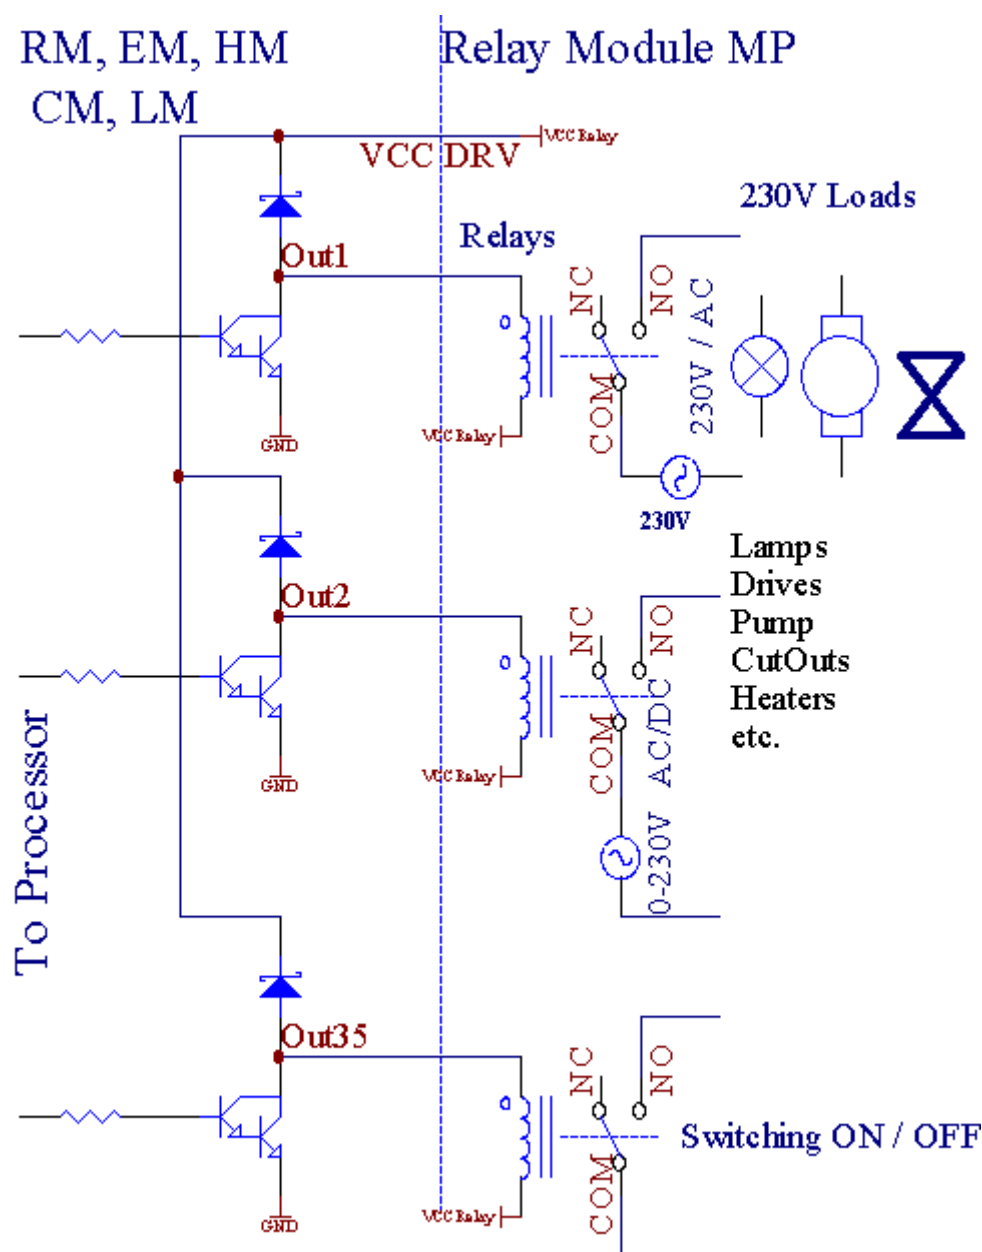 RM, EM, HM
CM, LM
Relay Module MP
VCC DRV
VCC Relay
230V Loads
Relays
Out1
NC
NO
COM
230V / AC
GND
VCC Relay
230V
Lamps
Drives
Pump
CutOuts
Heaters
etc.
Out2
NC
NO
COM
0-230V AC/DC
GND
VCC Relay
To Processor
Out35
NC
NO
COM
Switching ON / OFF
GND
VCC Relay